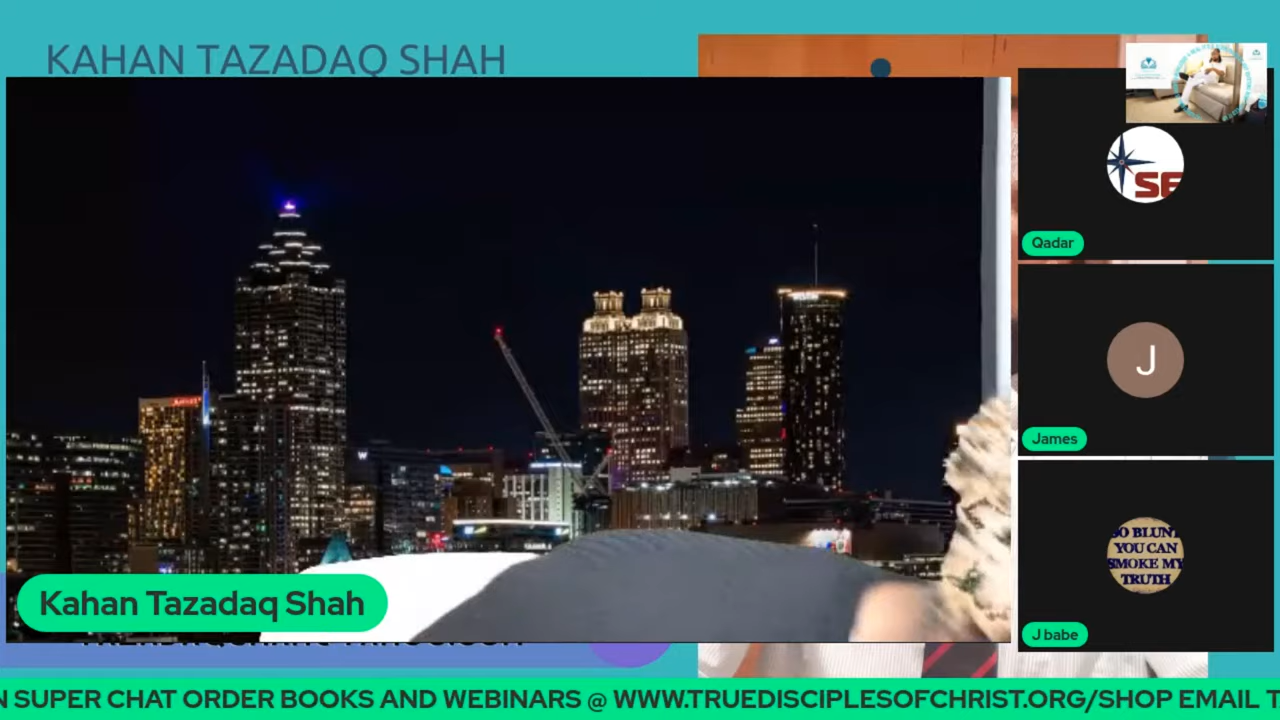 KAHAN TAZADAQ SHAH
SE
Qadar
J
James
SO BLUNT
YOU CAN
SMOKE MY
TRUTH
J babe
Kahan Tazadaq Shah
N SUPER CHAT ORDER BOOKS AND WEBINARS @ WWW.TRUEDISCIPLESOFCHRIST.ORG/SHOP EMAIL T